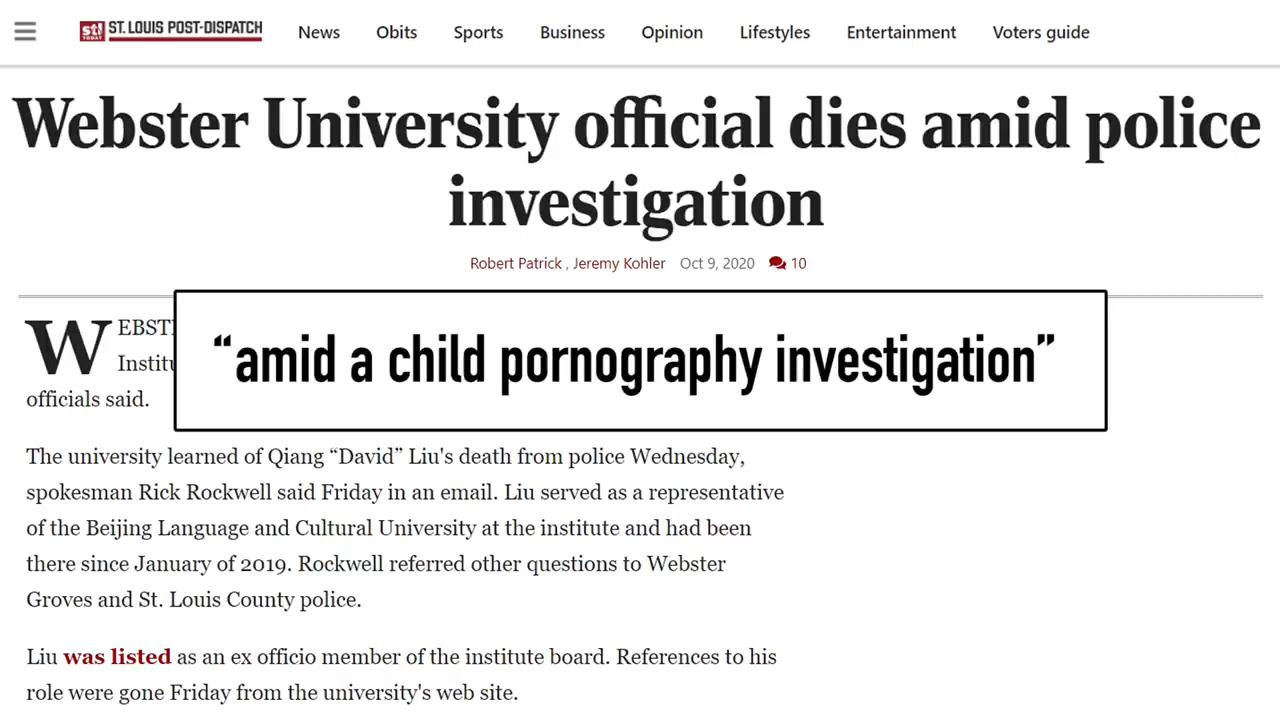 stl TODAY ST. LOUIS POST-DISPATCH News Obits Sports Business Opinion Lifestyles Entertainment Voters guide
Webster University official dies amid police
investigation
Robert Patrick , Jeremy Kohler Oct 9, 2020 10
WEBST
Institu
officials said.
“amid a child pornography investigation”
The university learned of Qiang “David” Liu's death from police Wednesday,
spokesman Rick Rockwell said Friday in an email. Liu served as a representative
of the Beijing Language and Cultural University at the institute and had been
there since January of 2019. Rockwell referred other questions to Webster
Groves and St. Louis County police.
Liu was listed as an ex officio member of the institute board. References to his
role were gone Friday from the university's web site.